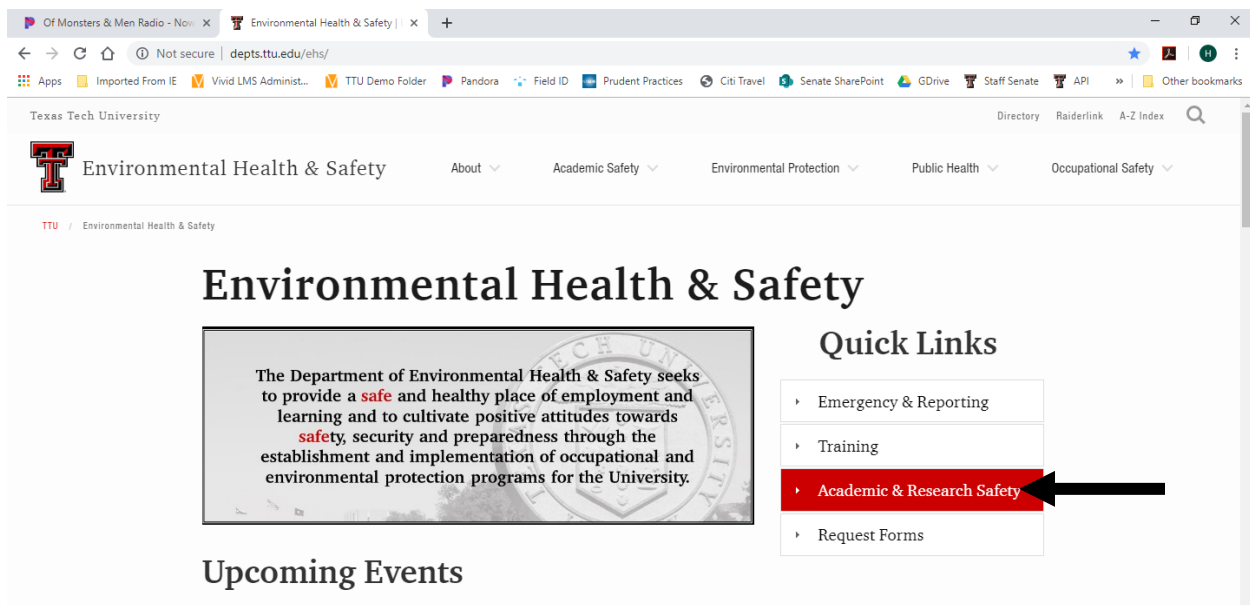 Of Monsters & Men Radio - Now
Environmental Health & Safety |
Not secure | depts.ttu.edu/ehs/
H
Apps Imported From IE Vivid LMS Administ... TTU Demo Folder Pandora Field ID Prudent Practices Citi Travel Senate SharePoint GDrive Staff Senate API » Other bookmarks
Texas Tech University Directory Raiderlink A-Z Index
Environmental Health & Safety About Academic Safety Environmental Protection Public Health Occupational Safety
TTU / Environmental Health & Safety
Environmental Health & Safety
The Department of Environmental Health & Safety seeks
to provide a safe and healthy place of employment and
learning and to cultivate positive attitudes towards
safety, security and preparedness through the
establishment and implementation of occupational and
environmental protection programs for the University.
Quick Links
Emergency & Reporting
Training
Academic & Research Safety
Request Forms
Upcoming Events